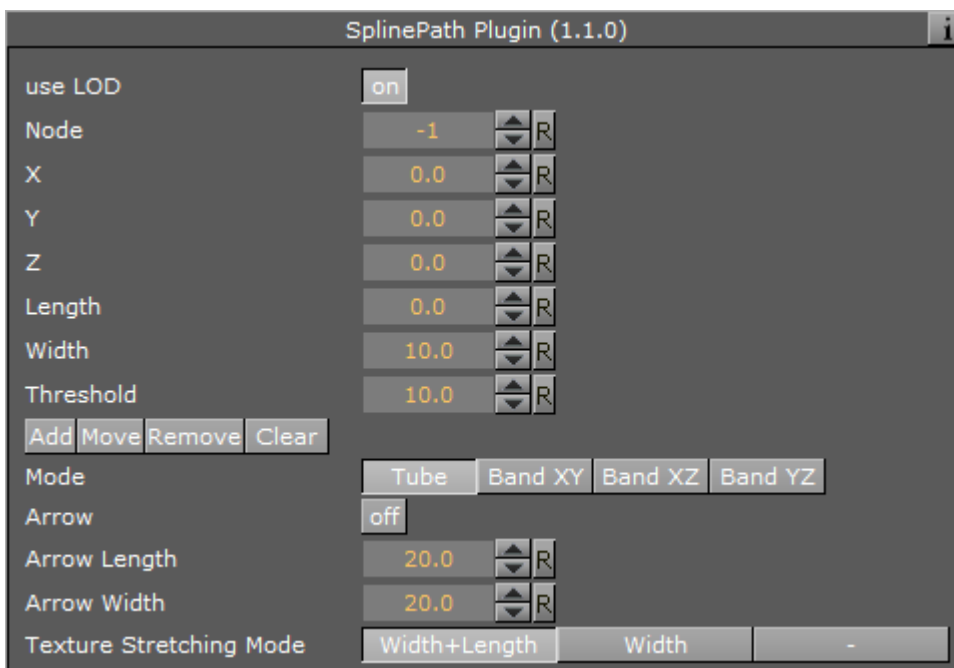 SplinePath Plugin (1.1.0) i
use LOD on
Node -1 R
X 0.0 R
Y 0.0 R
Z 0.0 R
Length 0.0 R
Width 10.0 R
Threshold 10.0 R
Add Move Remove Clear
Mode Tube Band XY Band XZ Band YZ
Arrow off
Arrow Length 20.0 R
Arrow Width 20.0 R
Texture Stretching Mode Width+Length Width -